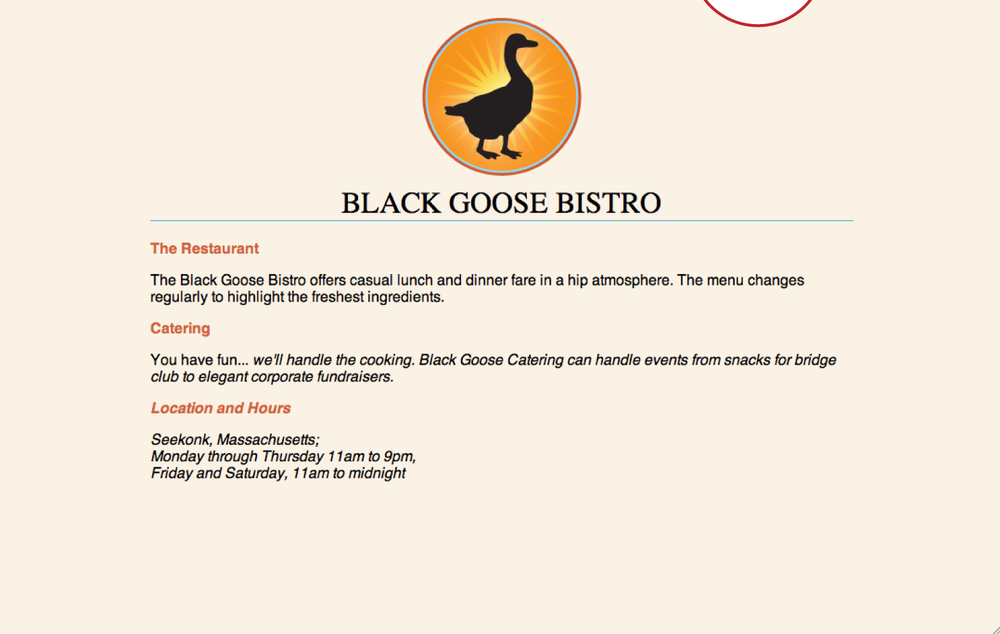 BLACK GOOSE BISTRO
The Restaurant
The Black Goose Bistro offers casual lunch and dinner fare in a hip atmosphere. The menu changes
regularly to highlight the freshest ingredients.
Catering
You have fun... we'll handle the cooking. Black Goose Catering can handle events from snacks for bridge
club to elegant corporate fundraisers.
Location and Hours
Seekonk, Massachusetts;
Monday through Thursday 11am to 9pm,
Friday and Saturday, 11am to midnight